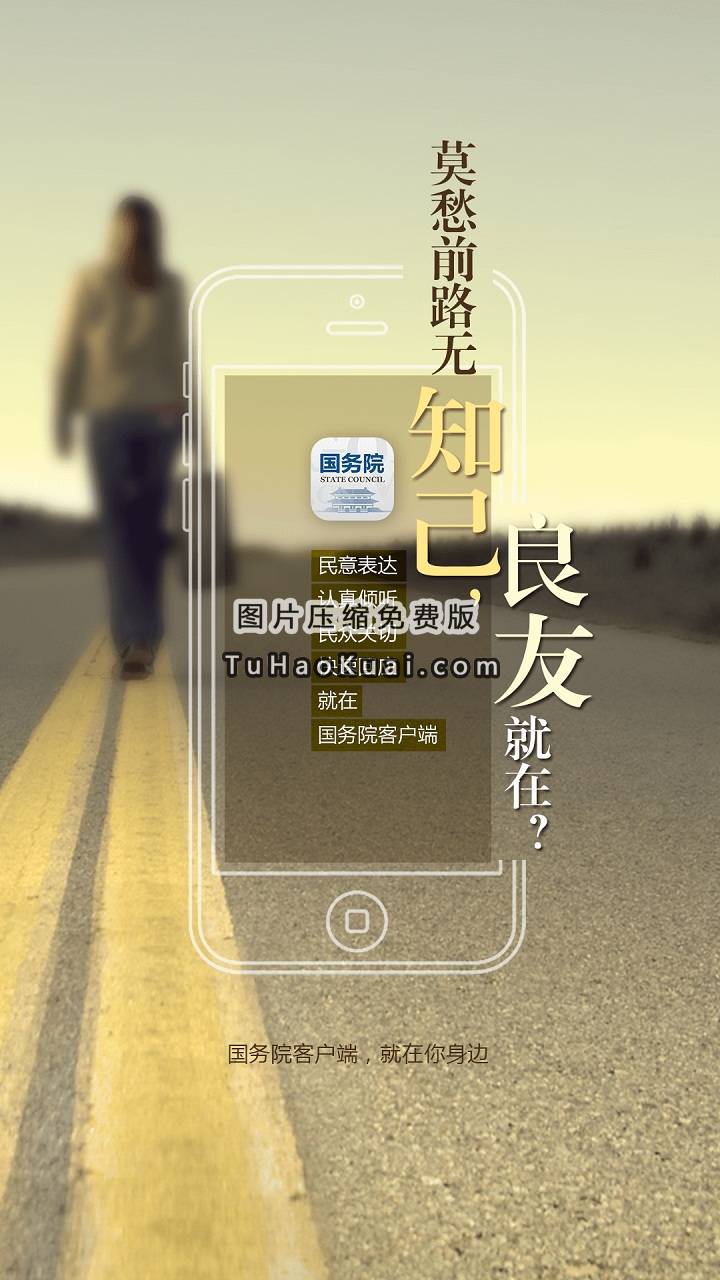 莫愁前路无
知己，
良友
就在？
国务院
STATE COUNCIL
民意表达
认真倾听
民众关切
图片压缩免费版
TuHaoKuai.com
就在
国务院客户端
国务院客户端，就在你身边